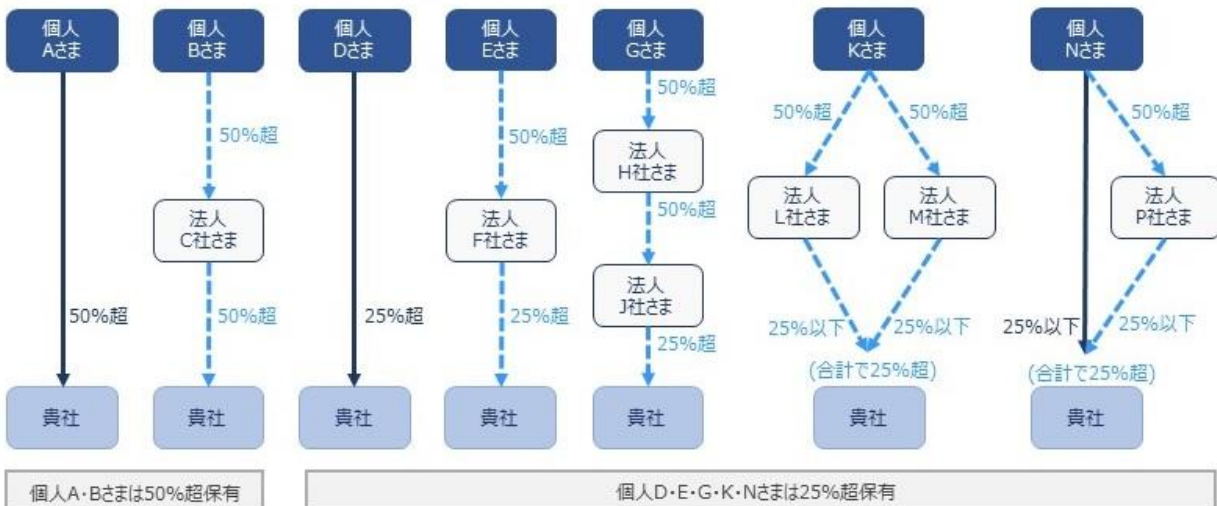 個人
Aさま
個人
Bさま
個人
Dさま
個人
Eさま
個人
Gさま
個人
Kさま
個人
Nさま
50%超
50%超
50%超
50%超
50%超
50%超
法人
H社さま
法人
C社さま
法人
F社さま
50%超
法人
L社さま
法人
M社さま
法人
P社さま
法人
J社さま
50%超
50%超
25%超
25%超
25%超
25%以下
25%以下
25%以下
25%以下
(合計で25%超)
(合計で25%超)
貴社
貴社
貴社
貴社
貴社
貴社
貴社
個人A・Bさまは50%超保有
個人D・E・G・K・Nさまは25%超保有